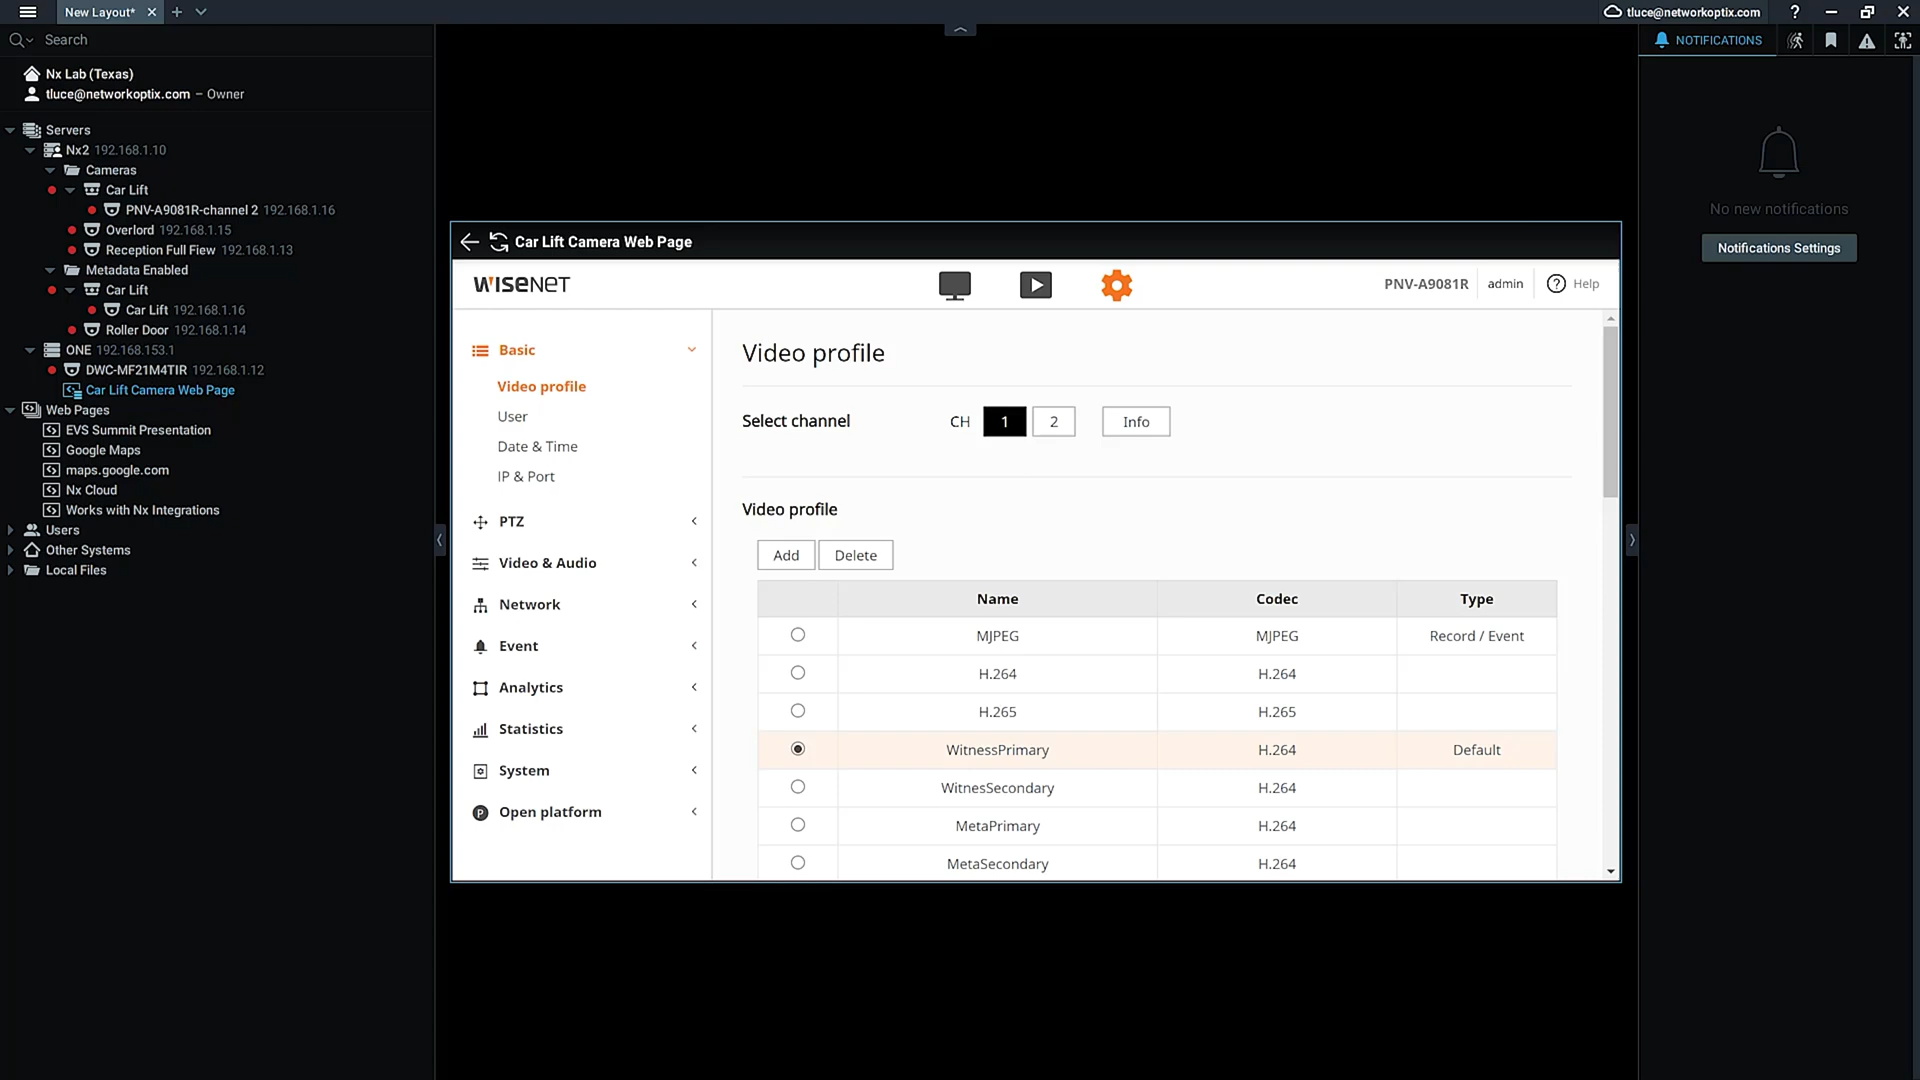 New Layout*
tluce@networkoptix.com
Search
NOTIFICATIONS
Nx Lab (Texas)
tluce@networkoptix.com – Owner
Servers
Nx2 192.168.1.10
Cameras
Car Lift
PNV-A9081R-channel 2 192.168.1.16
Overlord 192.168.1.15
Reception Full Fiew 192.168.1.13
Metadata Enabled
Car Lift
Car Lift 192.168.1.16
Roller Door 192.168.1.14
ONE 192.168.153.1
DWC-MF21M4TIR 192.168.1.12
Car Lift Camera Web Page
Web Pages
EVS Summit Presentation
Google Maps
maps.google.com
Nx Cloud
Works with Nx Integrations
Users
Other Systems
Local Files
Car Lift Camera Web Page
WISENET
PNV-A9081R admin ? Help
Basic
Video profile
User
Date & Time
IP & Port
PTZ
Video & Audio
Network
Event
Analytics
Statistics
System
Open platform
Video profile
Select channel CH 1 2 Info
Video profile
Add Delete
Name Codec Type
MJPEG MJPEG Record / Event
H.264 H.264
H.265 H.265
WitnessPrimary H.264 Default
WitnesSecondary H.264
MetaPrimary H.264
MetaSecondary H.264
No new notifications
Notifications Settings